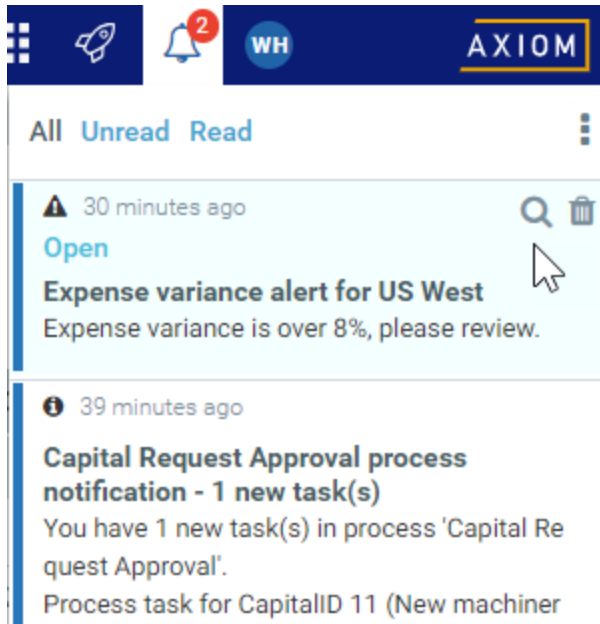 2
WH
AXIOM
All Unread Read
30 minutes ago
Open
Expense variance alert for US West
Expense variance is over 8%, please review.
39 minutes ago
Capital Request Approval process
notification - 1 new task(s)
You have 1 new task(s) in process 'Capital Re
quest Approval'.
Process task for CapitalID 11 (New machiner